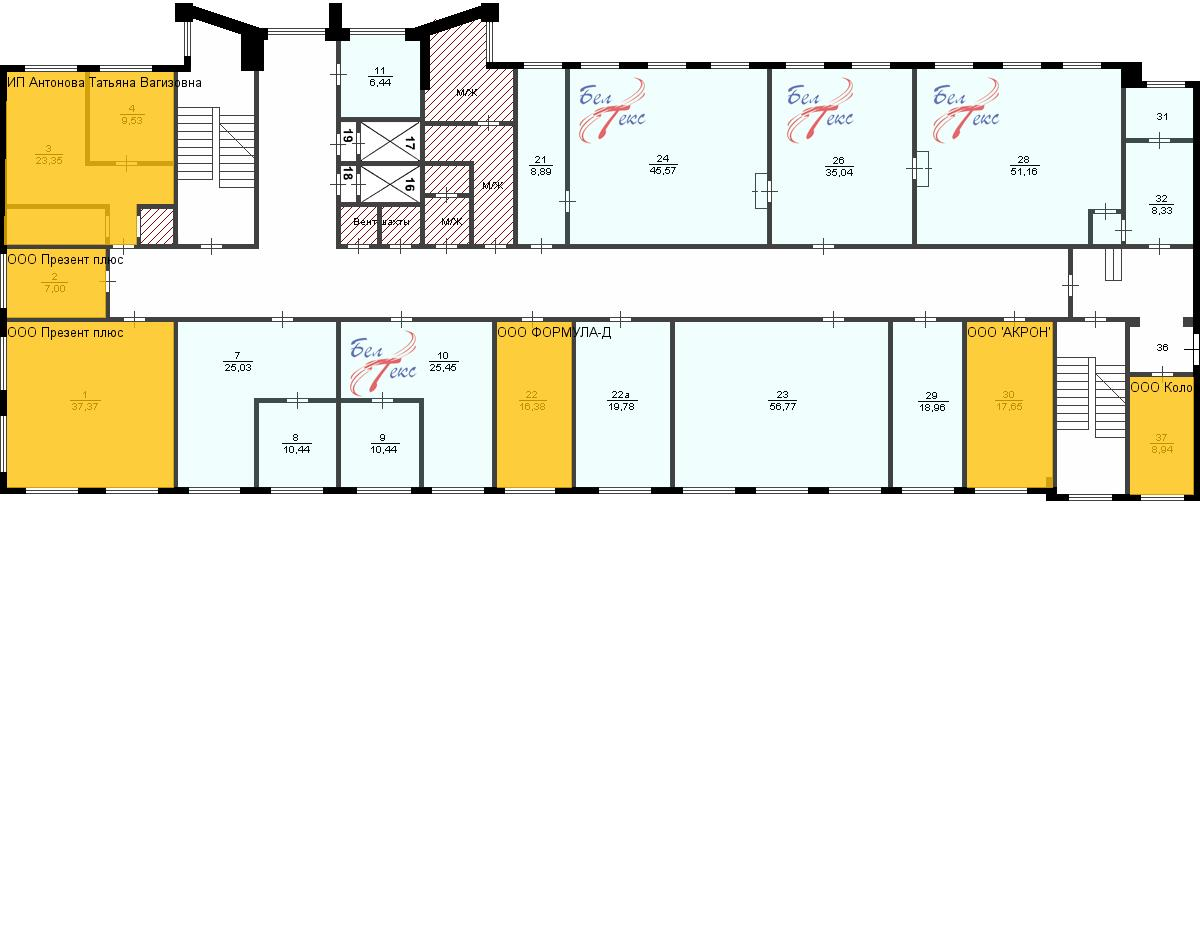 11
6,44
М/Ж
ИП Антонова Татьяна Вагизовна
4
9,53
3
23,35
19
17
18
16
М/Ж
Вент шахты
М/Ж
21
8,89
Бел
Текс
24
45,57
Бел
Текс
26
35,04
Бел
Текс
28
51,16
31
32
8,33
ООО Презент плюс
2
7,00
ООО Презент плюс
1
37,37
7
25,03
8
10,44
Бел
Текс
10
25,45
9
10,44
ООО ФОРМУЛА-Д
22
16,38
22а
19,78
23
56,77
29
18,96
ООО 'АКРОН'
30
17,65
36
ООО Коло
37
8,94